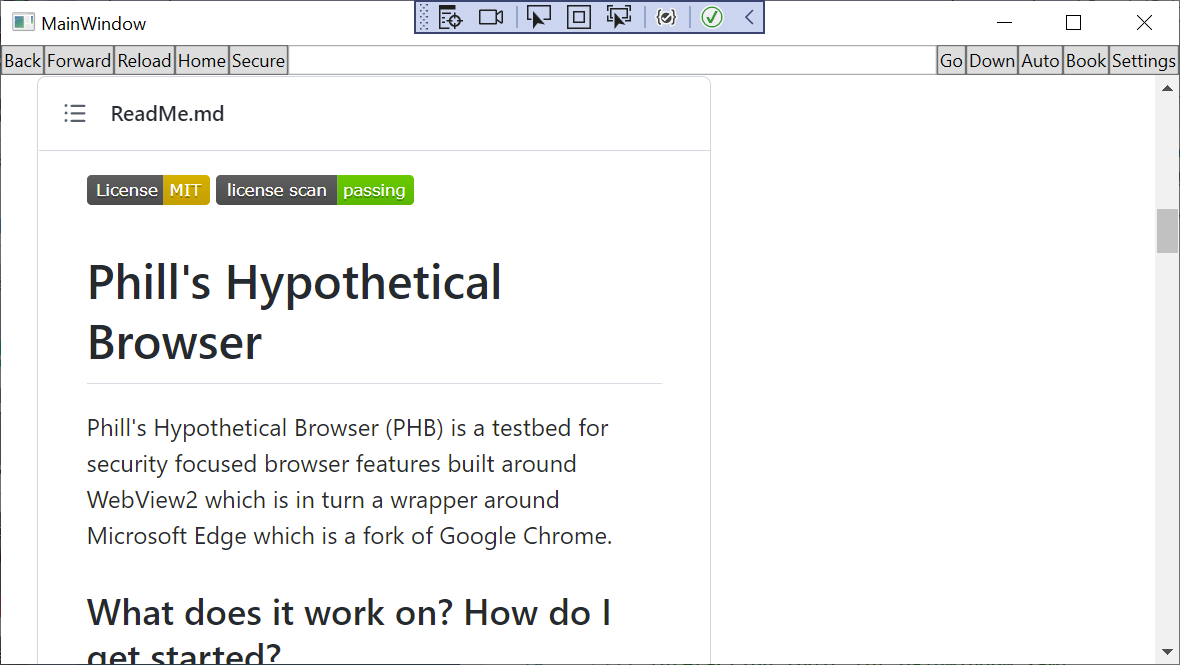 MainWindow
Back Forward Reload Home Secure Go Down Auto Book Settings
ReadMe.md
License MIT license scan passing
Phill's Hypothetical
Browser
Phill's Hypothetical Browser (PHB) is a testbed for
security focused browser features built around
WebView2 which is in turn a wrapper around
Microsoft Edge which is a fork of Google Chrome.
What does it work on? How do I
get started?